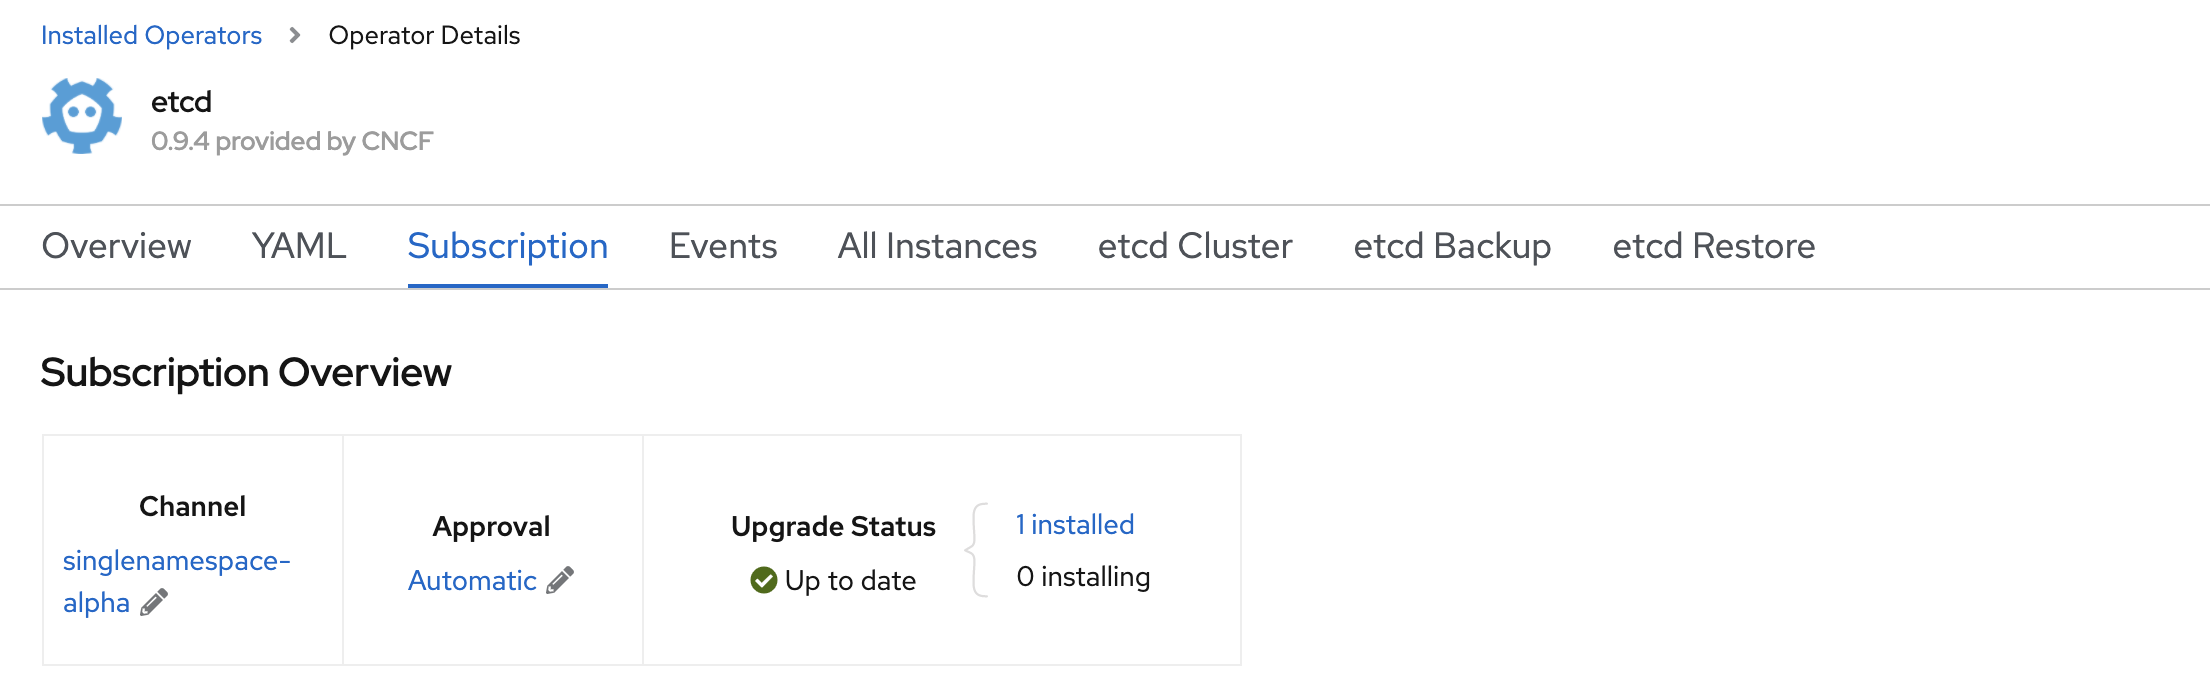 Installed Operators > Operator Details
etcd
0.9.4 provided by CNCF
Overview YAML Subscription Events All Instances etcd Cluster etcd Backup etcd Restore
Subscription Overview
Channel
singlenamespace-
alpha
Approval
Automatic
Upgrade Status
Up to date
1 installed
0 installing